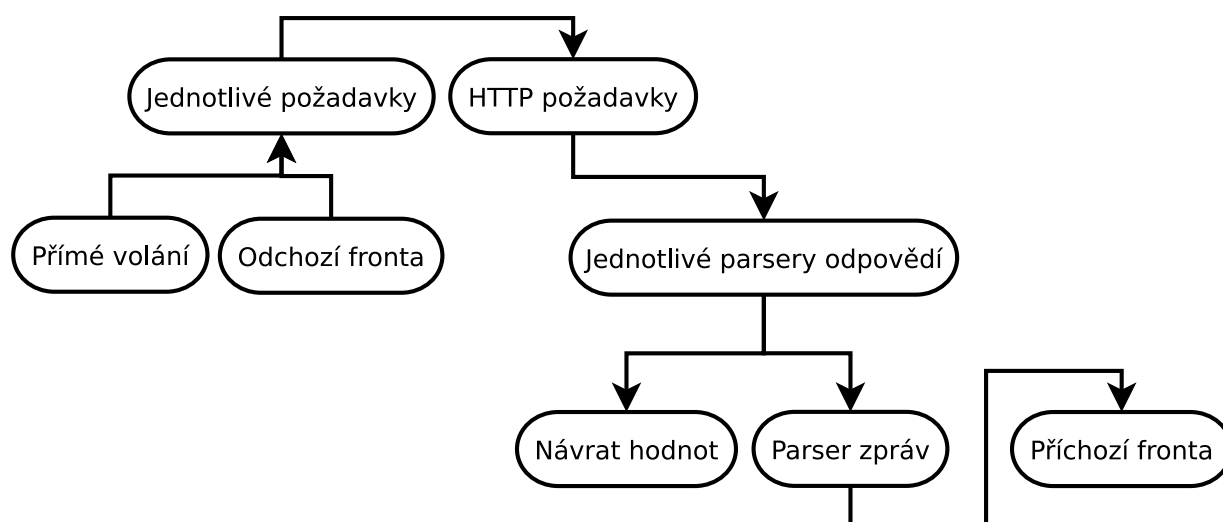 Jednotlivé požadavky
HTTP požadavky
Přímé volání
Odchozí fronta
Jednotlivé parsery odpovědí
Návrat hodnot
Parser zpráv
Příchozí fronta